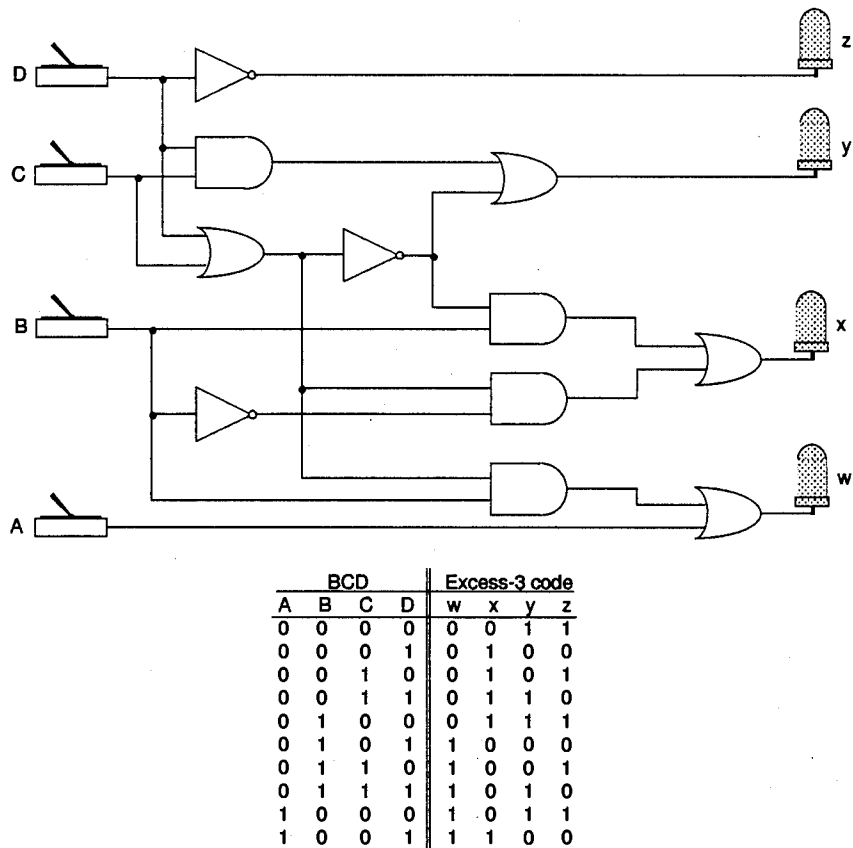 D
z
C
y
B
x
A
w
BCD Excess-3 code
A B C D w x y z
0 0 0 0 0 0 1 1
0 0 0 1 0 1 0 0
0 0 1 0 0 1 0 1
0 0 1 1 0 1 1 0
0 1 0 0 0 1 1 1
0 1 0 1 1 0 0 0
0 1 1 0 1 0 0 1
0 1 1 1 1 0 1 0
1 0 0 0 1 0 1 1
1 0 0 1 1 1 0 0